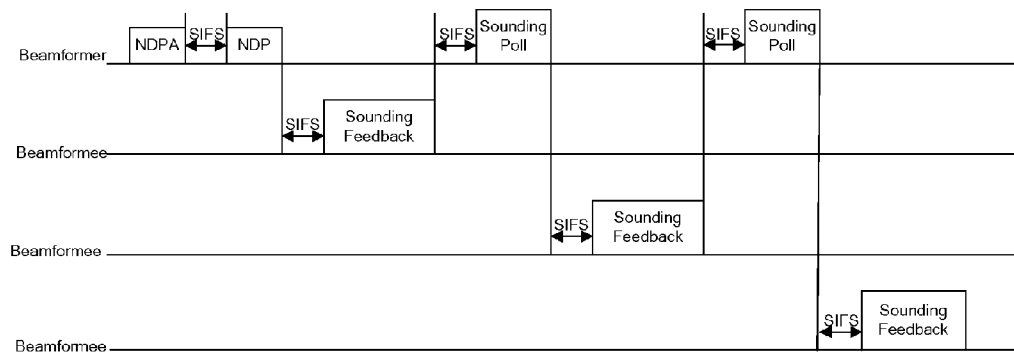 Beamformer
NDPA
SIFS
NDP
SIFS
Sounding
Poll
SIFS
Sounding
Poll
Beamformee
SIFS
Sounding
Feedback
Beamformee
SIFS
Sounding
Feedback
Beamformee
SIFS
Sounding
Feedback